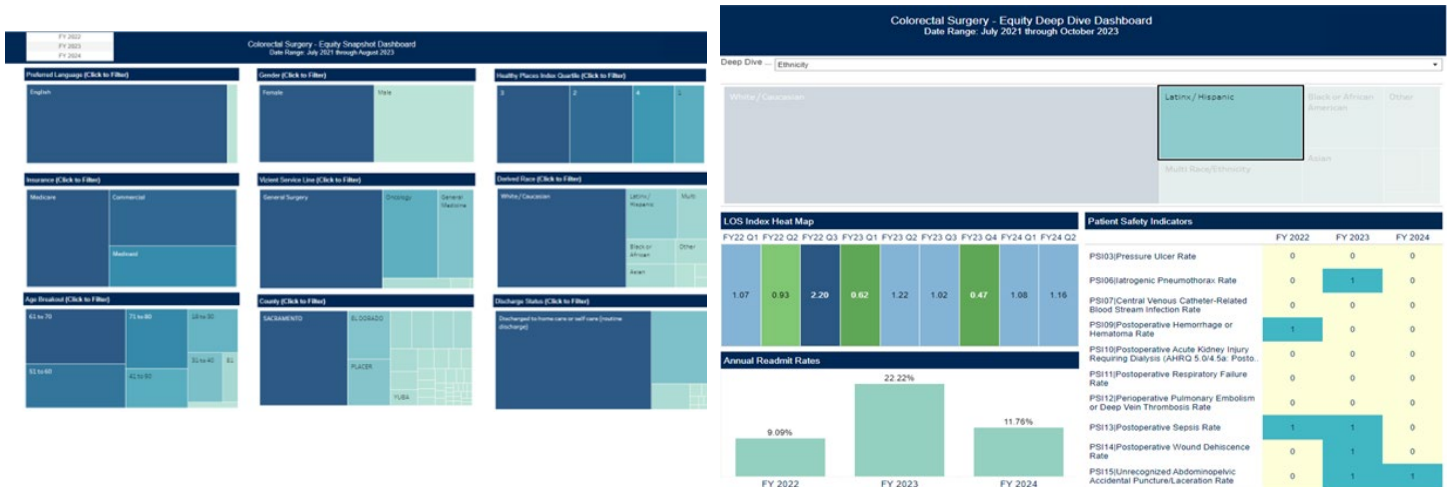 FY 2022
FY 2023
FY 2024
Colorectal Surgery - Equity Snapshot Dashboard
Date Range: July 2021 through August 2023
Preferred Language (Click to Filter)
English
Gender (Click to Filter)
Female
Male
Healthy Places Index Quartile (Click to Filter)
3
2
4
1
Insurance (Click to Filter)
Medicare
Commercial
Medicaid
Vizient Service Line (Click to Filter)
General Surgery
Oncology
General
Medicine
Derived Race (Click to Filter)
White / Caucasian
Latinx /
Hispanic
Multi
Black or
African
Other
Asian
Age Breakout (Click to Filter)
61 to 70
71 to 80
18 to 30
51 to 60
41 to 50
31 to 40
81
County (Click to Filter)
SACRAMENTO
EL DORADO
PLACER
YUBA
Discharge Status (Click to Filter)
Discharged to home care or self care (routine
discharge)
Colorectal Surgery - Equity Deep Dive Dashboard
Date Range: July 2021 through October 2023
Deep Dive ...
Ethnicity
White / Caucasian
Latinx / Hispanic
Black or African
American
Other
Multi Race/Ethnicity
Asian
LOS Index Heat Map
FY22 Q1 FY22 Q2 FY22 Q3 FY23 Q1 FY23 Q2 FY23 Q3 FY23 Q4 FY24 Q1 FY24 Q2
1.07 0.93 2.20 0.62 1.22 1.02 0.47 1.08 1.16
Annual Readmit Rates
9.09%
22.22%
11.76%
FY 2022 FY 2023 FY 2024
Patient Safety Indicators
FY 2022 FY 2023 FY 2024
PSI03|Pressure Ulcer Rate 0 0 0
PSI06|Iatrogenic Pneumothorax Rate 0 1 0
PSI07|Central Venous Catheter-Related
Blood Stream Infection Rate 0 0 0
PSI09|Postoperative Hemorrhage or
Hematoma Rate 1 0 0
PSI10|Postoperative Acute Kidney Injury
Requiring Dialysis (AHRQ 5.0/4.5a: Posto.. 0 0 0
PSI11|Postoperative Respiratory Failure
Rate 0 0 0
PSI12|Perioperative Pulmonary Embolism
or Deep Vein Thrombosis Rate 0 0 0
PSI13|Postoperative Sepsis Rate 1 1 0
PSI14|Postoperative Wound Dehiscence
Rate 0 1 0
PSI15|Unrecognized Abdominopelvic
Accidental Puncture/Laceration Rate 0 1 1